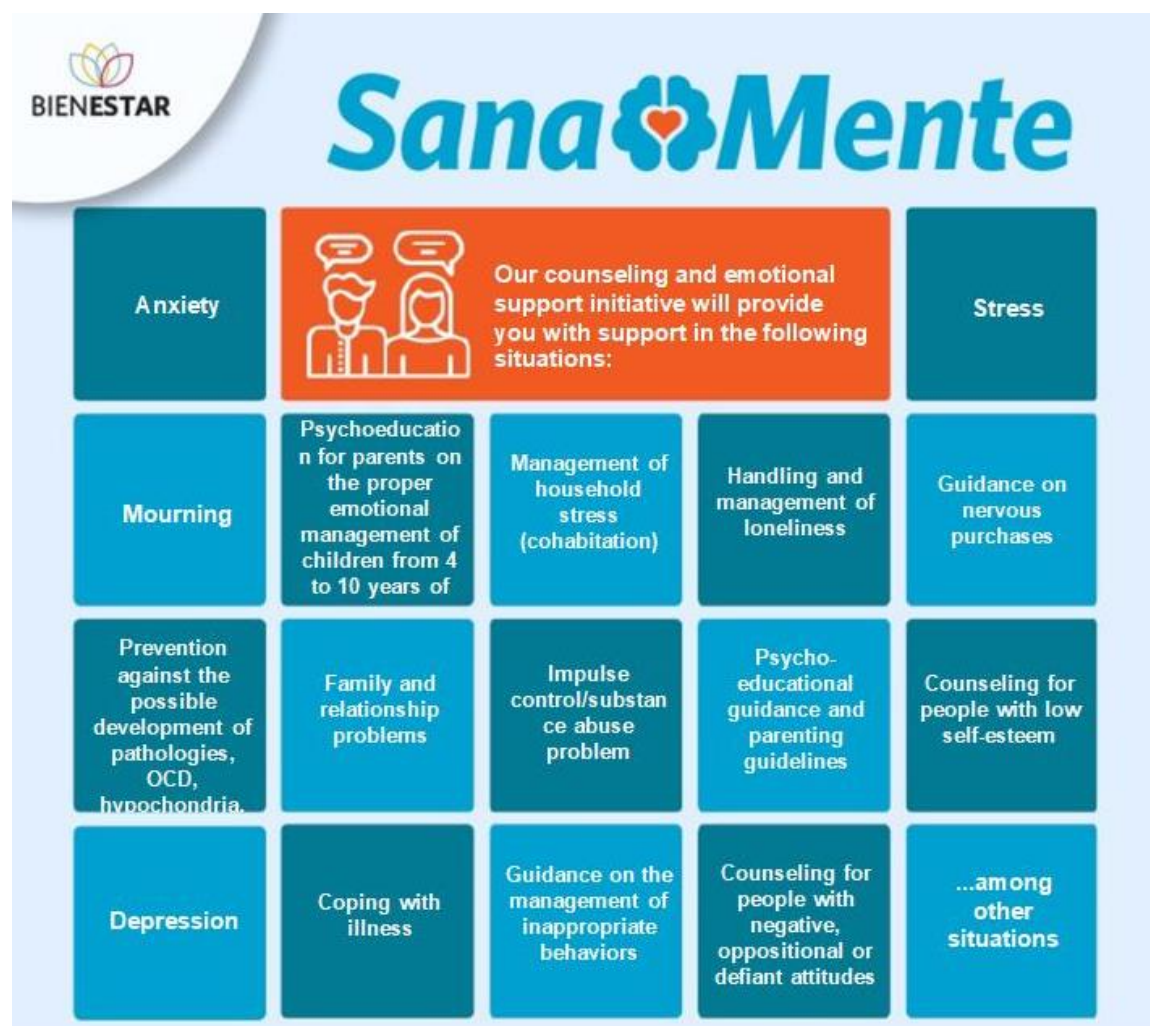 BIENESTAR
Sana Mente
Anxiety
Our counseling and emotional
support initiative will provide
you with support in the following
situations:
Stress
Mourning
Psychoeducatio
n for parents on
the proper
emotional
management of
children from 4
to 10 years of
Management of
household
stress
(cohabitation)
Handling and
management of
loneliness
Guidance on
nervous
purchases
Prevention
against the
possible
development of
pathologies,
OCD,
hypochondria,
Family and
relationship
problems
Impulse
control/substan
ce abuse
problem
Psycho-
educational
guidance and
parenting
guidelines
Counseling for
people with low
self-esteem
Depression
Coping with
illness
Guidance on the
management of
inappropriate
behaviors
Counseling for
people with
negative,
oppositional or
defiant attitudes
...among
other
situations